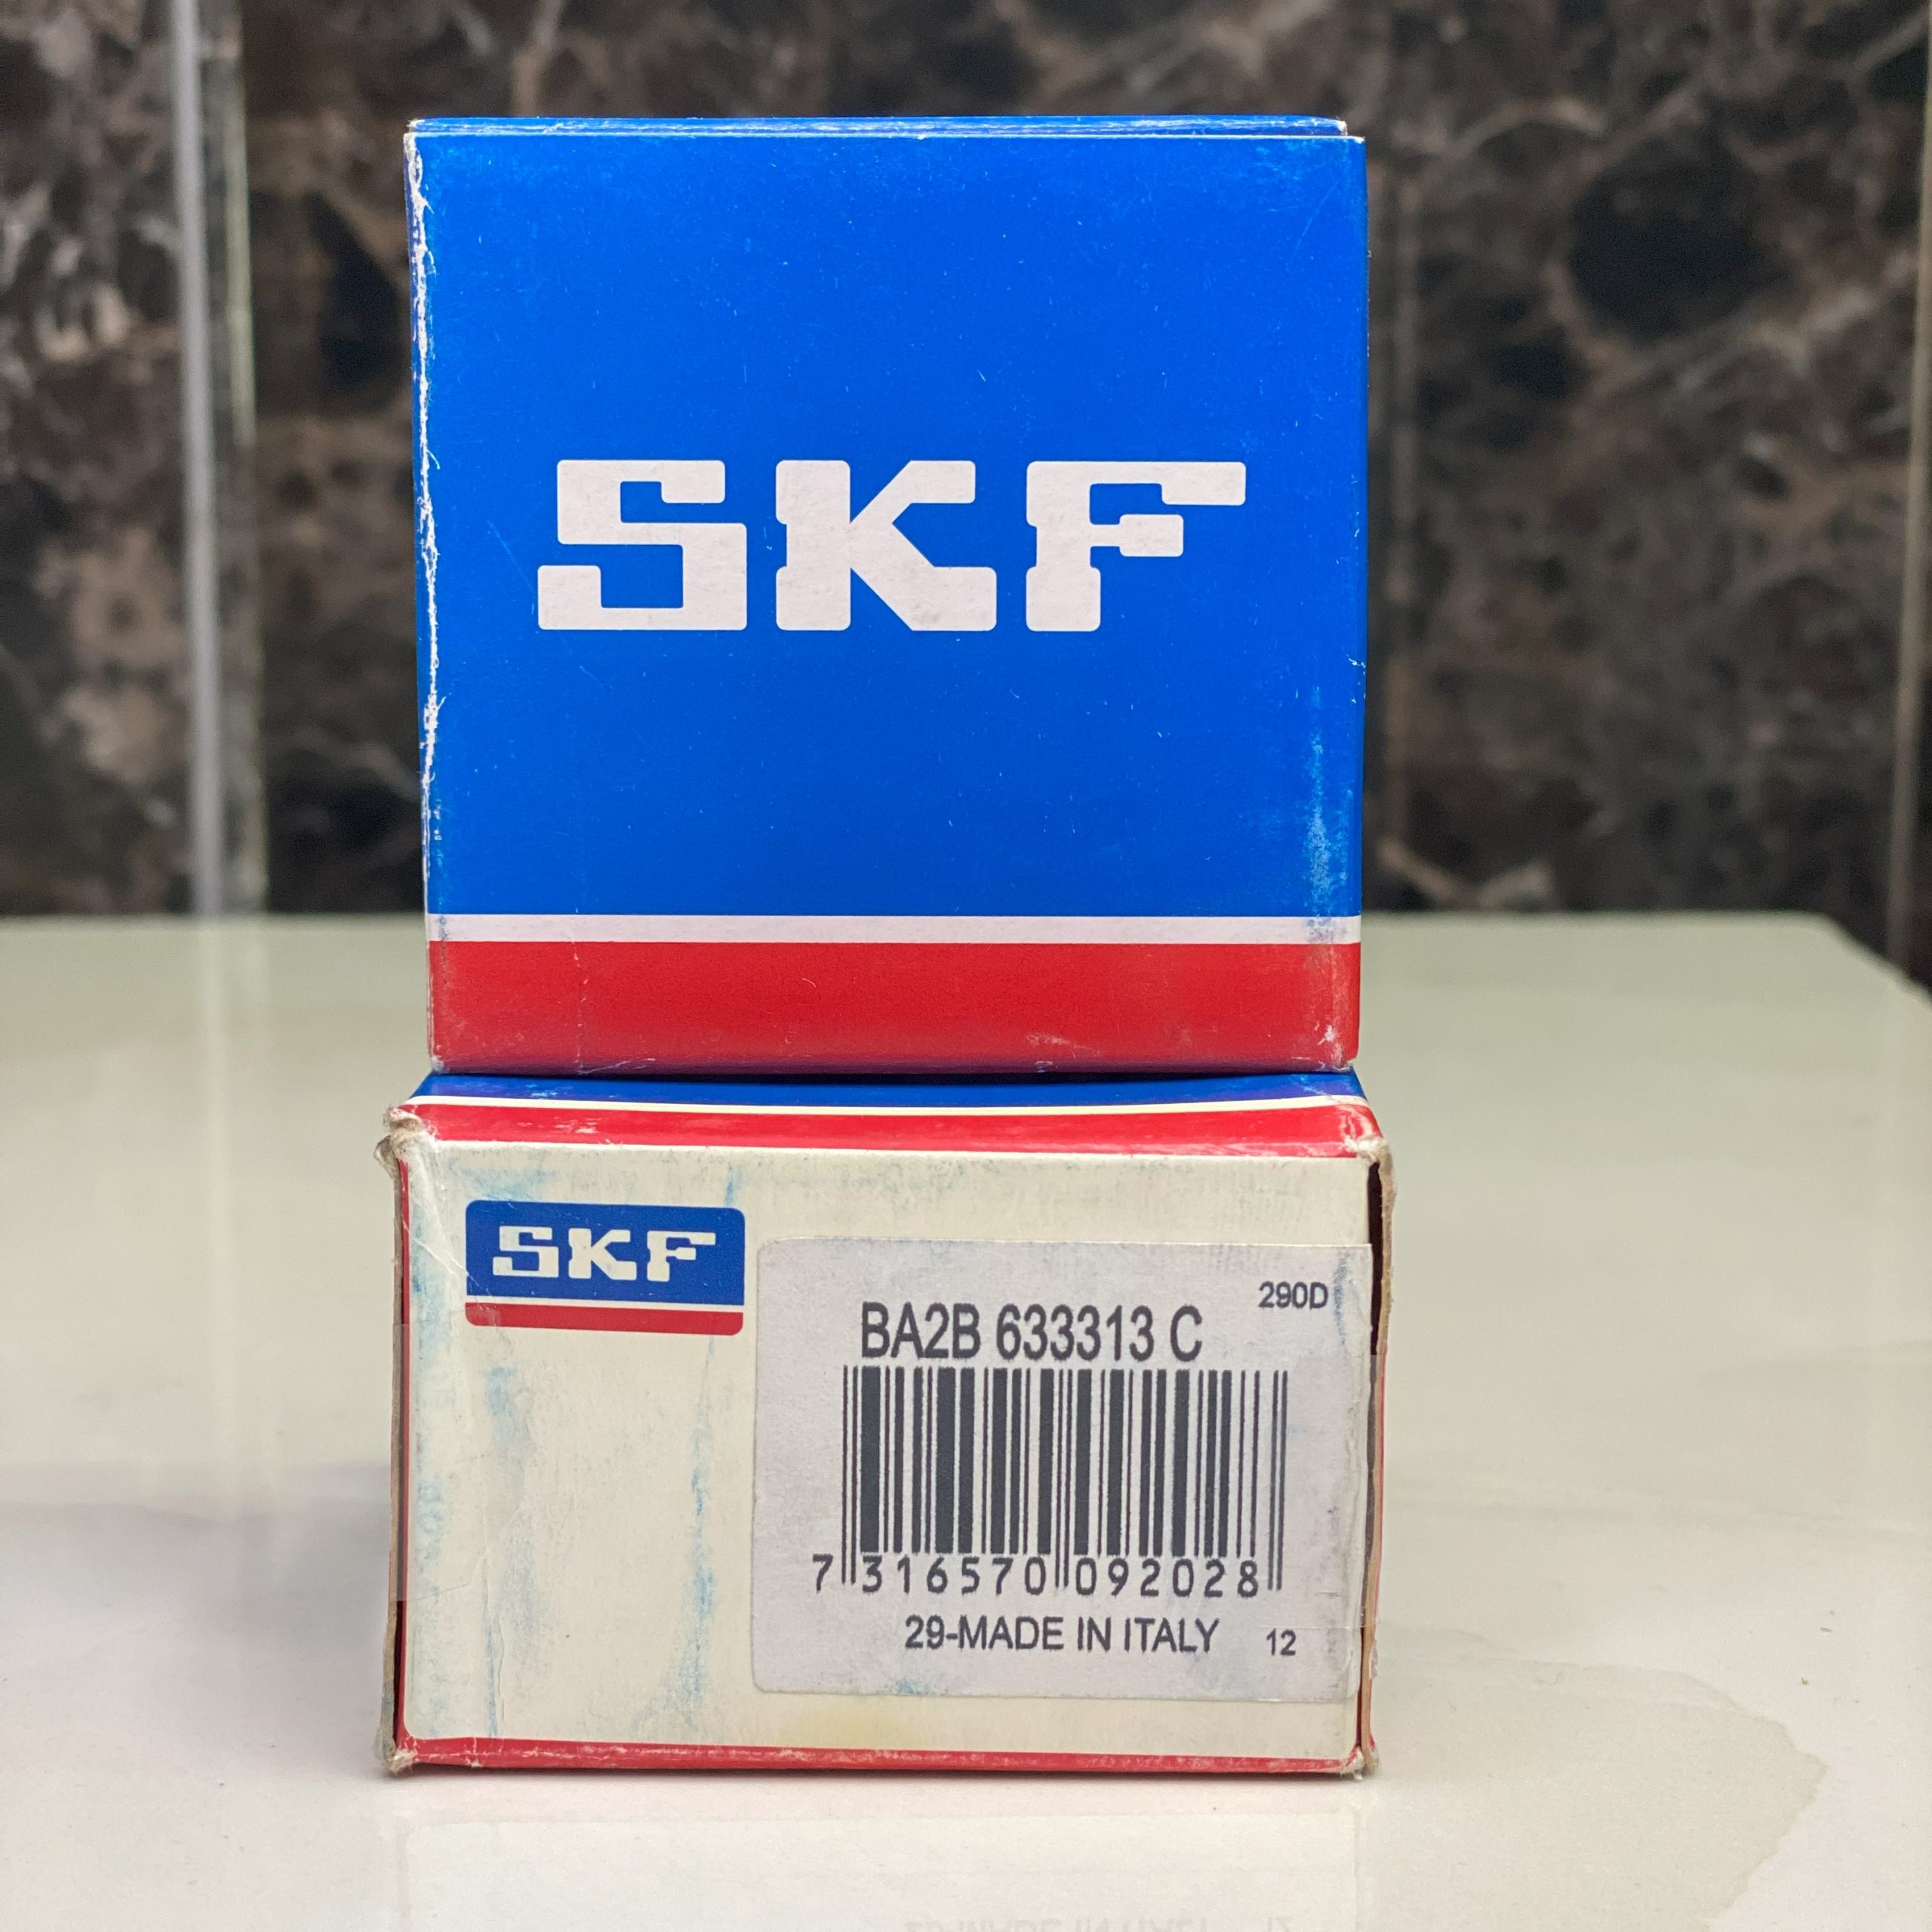 SKF
SKF
290D
BA2B 633313 C
7 316570 092028
29-MADE IN ITALY 12